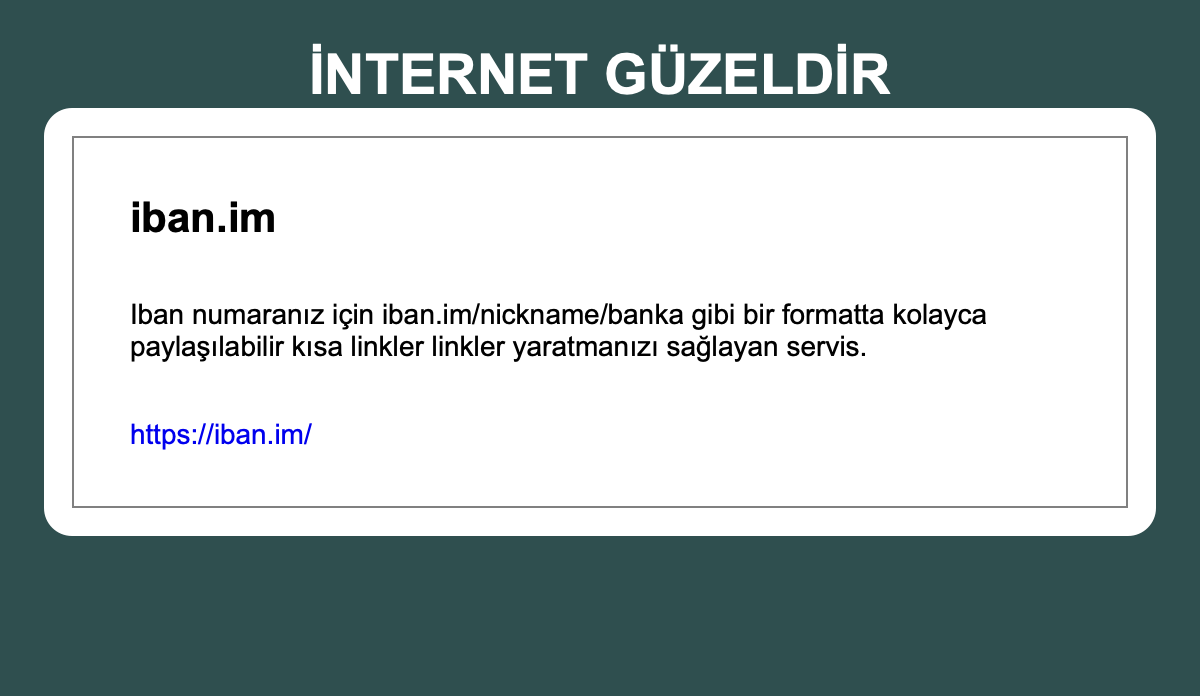 İNTERNET GÜZELDİR
iban.im
Iban numaranız için iban.im/nickname/banka gibi bir formatta kolayca
paylaşılabilir kısa linkler linkler yaratmanızı sağlayan servis.
https://iban.im/